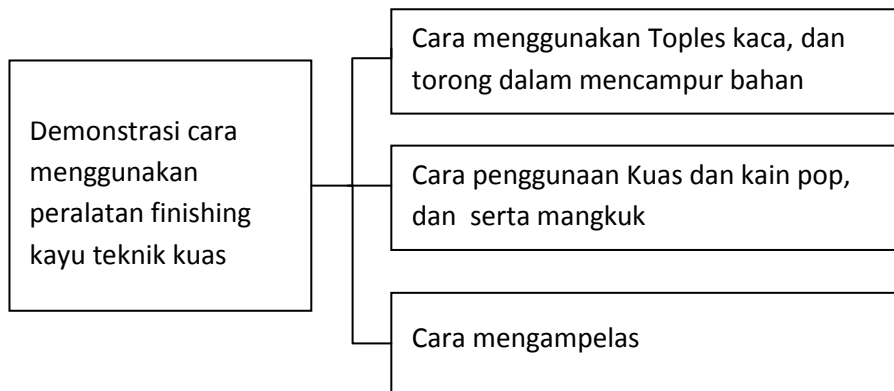 Demonstrasi cara
menggunakan
peralatan finishing
kayu teknik kuas
Cara menggunakan Toples kaca, dan
torong dalam mencampur bahan
Cara penggunaan Kuas dan kain pop,
dan  serta mangkuk
Cara mengampelas